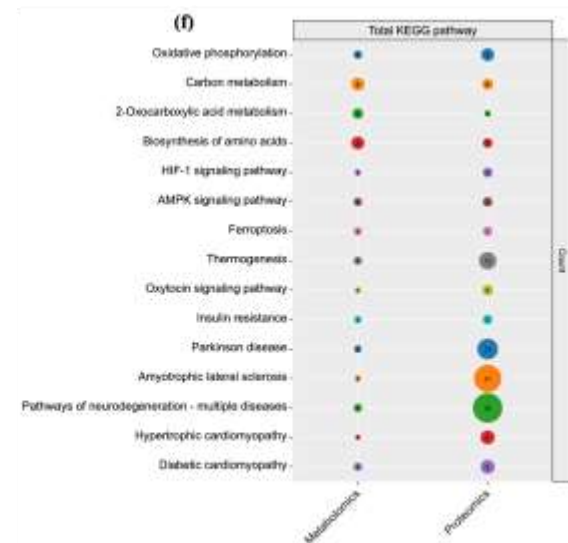 (f)
Total KEGG pathway
Oxidative phosphorylation
Carbon metabolism
2-Oxocarboxylic acid metabolism
Biosynthesis of amino acids
HIF-1 signaling pathway
AMPK signaling pathway
Ferroptosis
Thermogenesis
Oxytocin signaling pathway
Insulin resistance
Parkinson disease
Amyotrophic lateral sclerosis
Pathways of neurodegeneration - multiple diseases
Hypertrophic cardiomyopathy
Diabetic cardiomyopathy
Count
Metabolomics
Proteomics